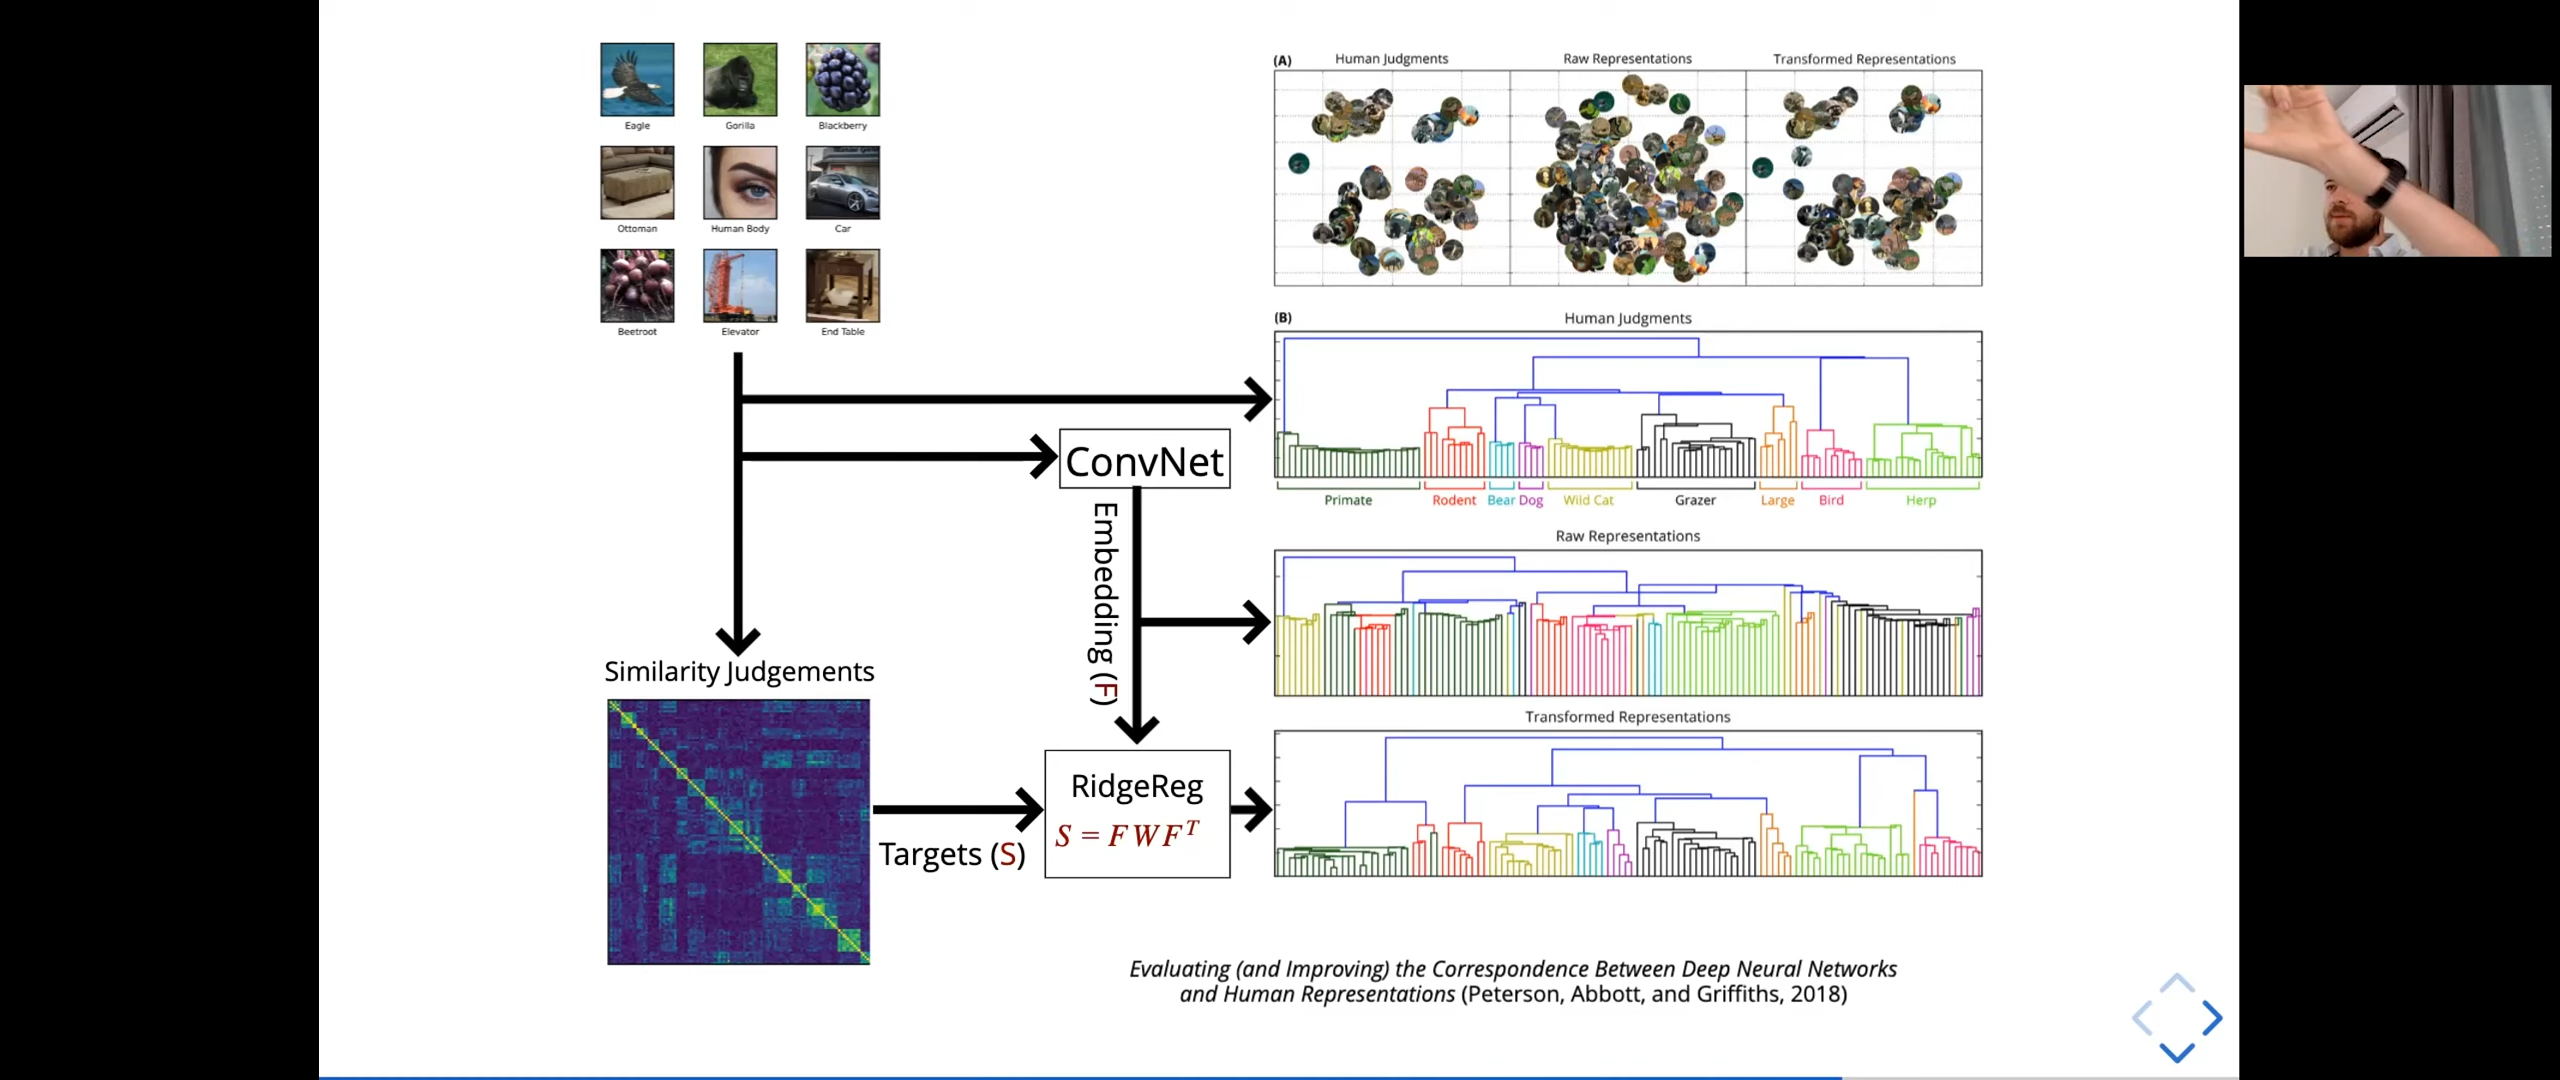 Eagle
Gorilla
Blackberry
Ottoman
Human Body
Car
Beetroot
Elevator
End Table
ConvNet
Embedding (F)
Similarity Judgements
Targets (S)
RidgeReg
S = FWF^T
(A)
Human Judgments
Raw Representations
Transformed Representations
(B)
Human Judgments
Primate
Rodent
Bear
Dog
Wild Cat
Grazer
Large
Bird
Herp
Raw Representations
Transformed Representations
Evaluating (and Improving) the Correspondence Between Deep Neural Networks
and Human Representations (Peterson, Abbott, and Griffiths, 2018)